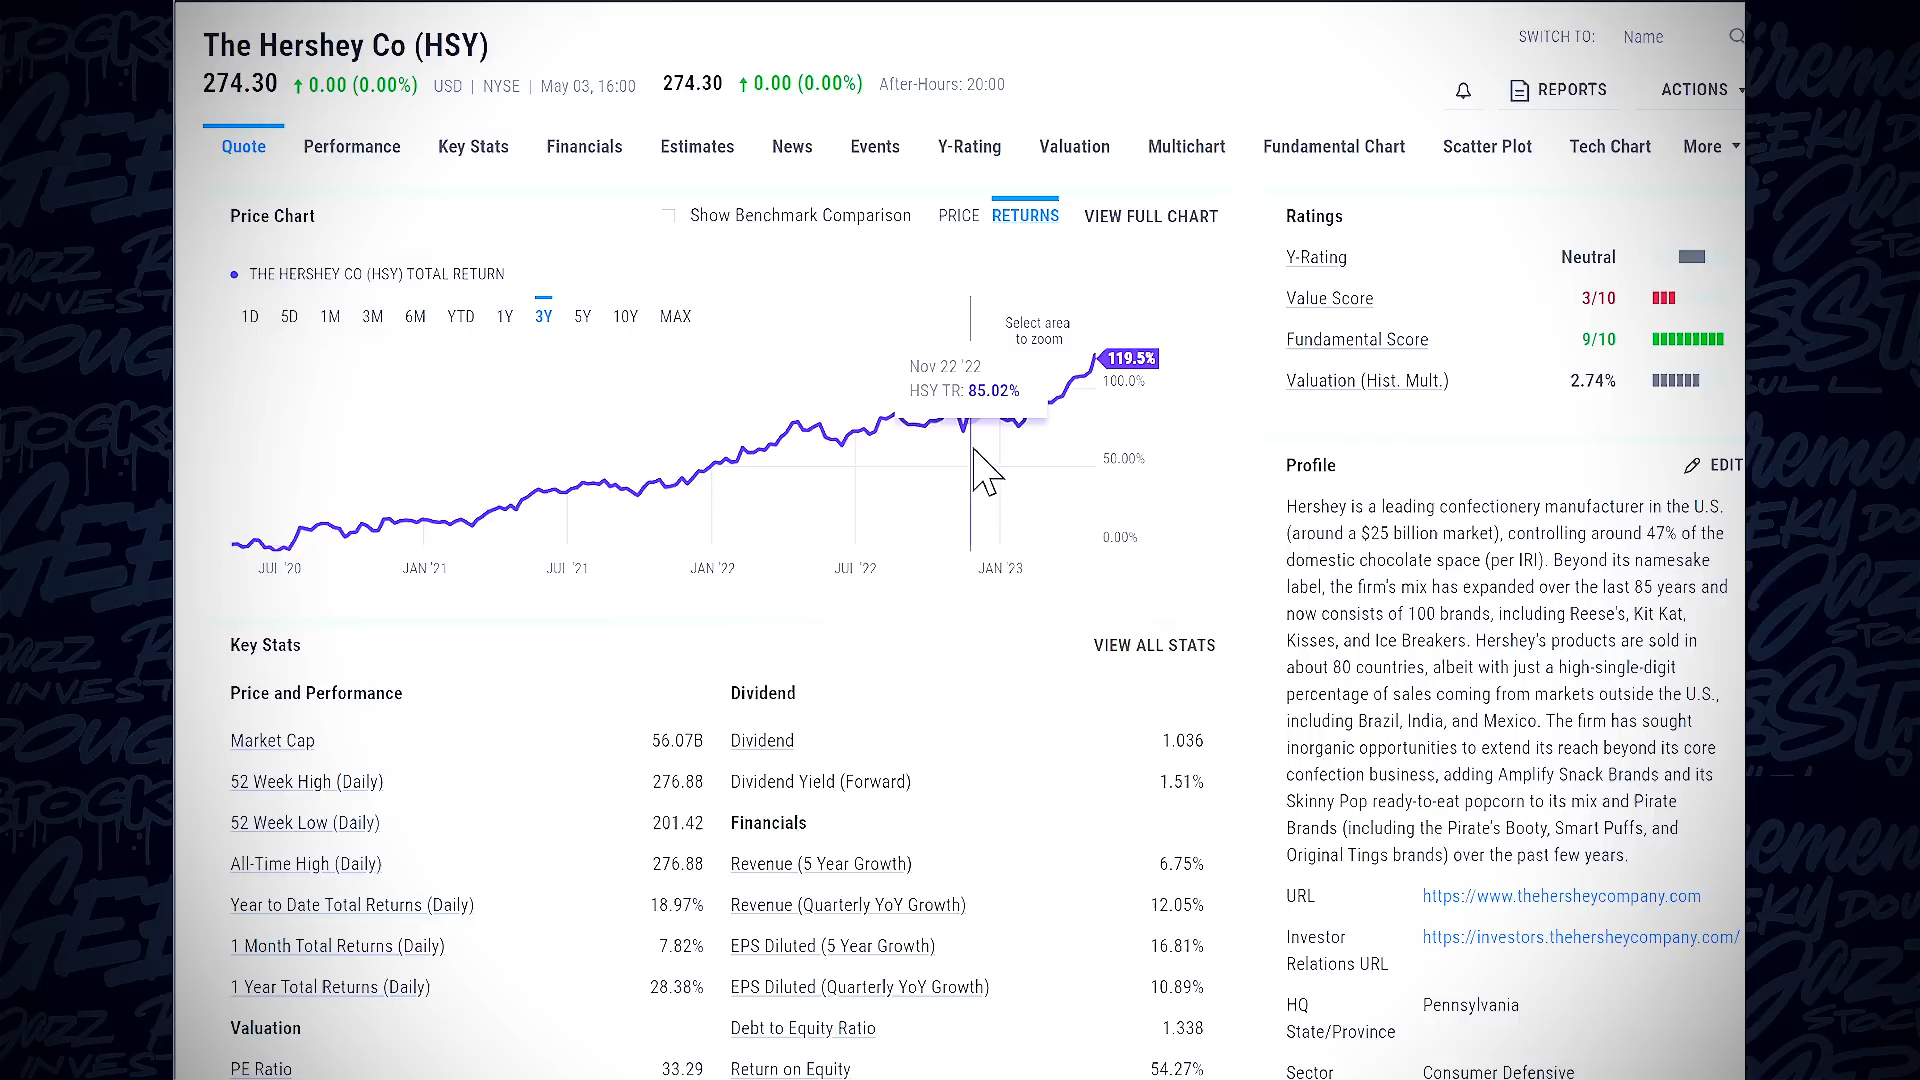 The Hershey Co (HSY)
SWITCH TO: Name
274.30 ↑ 0.00 (0.00%) USD | NYSE | May 03, 16:00 274.30 ↑ 0.00 (0.00%) After-Hours: 20:00
REPORTS ACTIONS
Quote Performance Key Stats Financials Estimates News Events Y-Rating Valuation Multichart Fundamental Chart Scatter Plot Tech Chart More
Price Chart
Show Benchmark Comparison PRICE RETURNS VIEW FULL CHART
THE HERSHEY CO (HSY) TOTAL RETURN
1D 5D 1M 3M 6M YTD 1Y 3Y 5Y 10Y MAX
Select area
to zoom
Nov 22 '22
HSY TR: 85.02%
119.5%
100.0%
50.00%
0.00%
JUL '20 JAN '21 JUL '21 JAN '22 JUL '22 JAN '23
Ratings
Y-Rating Neutral
Value Score 3/10
Fundamental Score 9/10
Valuation (Hist. Mult.) 2.74%
Profile EDIT
Hershey is a leading confectionery manufacturer in the U.S.
(around a $25 billion market), controlling around 47% of the
domestic chocolate space (per IRI). Beyond its namesake
label, the firm's mix has expanded over the last 85 years and
now consists of 100 brands, including Reese's, Kit Kat,
Kisses, and Ice Breakers. Hershey's products are sold in
about 80 countries, albeit with just a high-single-digit
percentage of sales coming from markets outside the U.S.,
including Brazil, India, and Mexico. The firm has sought
inorganic opportunities to extend its reach beyond its core
confection business, adding Amplify Snack Brands and its
Skinny Pop ready-to-eat popcorn to its mix and Pirate
Brands (including the Pirate's Booty, Smart Puffs, and
Original Tings brands) over the past few years.
URL https://www.thehersheycompany.com
Investor https://investors.thehersheycompany.com/
Relations URL
HQ Pennsylvania
State/Province
Sector Consumer Defensive
Key Stats VIEW ALL STATS
Price and Performance
Market Cap 56.07B
52 Week High (Daily) 276.88
52 Week Low (Daily) 201.42
All-Time High (Daily) 276.88
Year to Date Total Returns (Daily) 18.97%
1 Month Total Returns (Daily) 7.82%
1 Year Total Returns (Daily) 28.38%
Valuation
PE Ratio 33.29
Dividend
Dividend 1.036
Dividend Yield (Forward) 1.51%
Financials
Revenue (5 Year Growth) 6.75%
Revenue (Quarterly YoY Growth) 12.05%
EPS Diluted (5 Year Growth) 16.81%
EPS Diluted (Quarterly YoY Growth) 10.89%
Debt to Equity Ratio 1.338
Return on Equity 54.27%